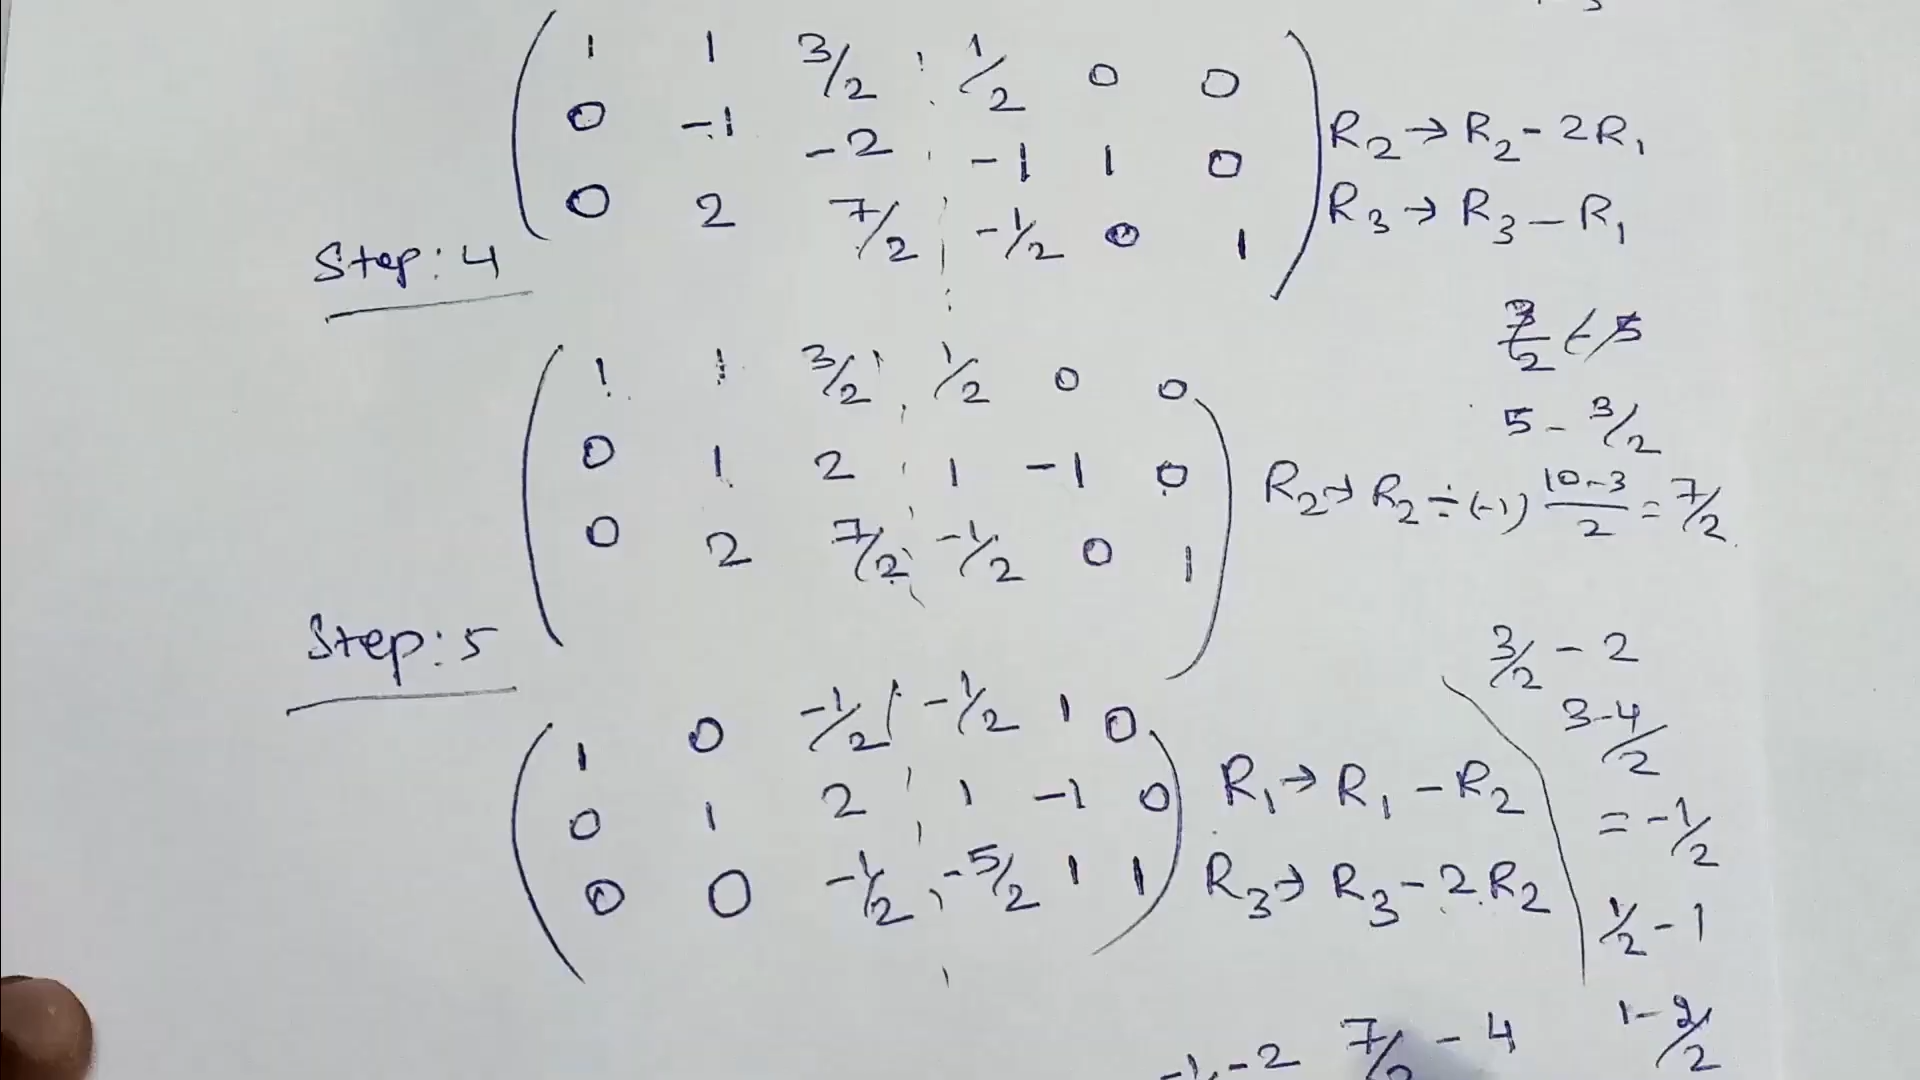 1 1 3/2 1/2 0 0
0 -1 -2 -1 1 0 R2 → R2 - 2R1
0 2 7/2 -1/2 0 1 R3 → R3 - R1
Step: 4
1 1 3/2 1/2 0 0
5 - 3/2
0 1 2 1 -1 0 R2 → R2 ÷ (-1) 10-3/2 = 7/2
0 2 7/2 -1/2 0 1
Step: 5
3/2 - 2
1 0 -1/2 -1/2 1 0
3-4/2
0 1 2 1 -1 0 R1 → R1 - R2
= -1/2
0 0 -1/2 -5/2 1 1 R3 → R3 - 2R2
1/2 - 1
1-2/2
7/2 - 4
-2